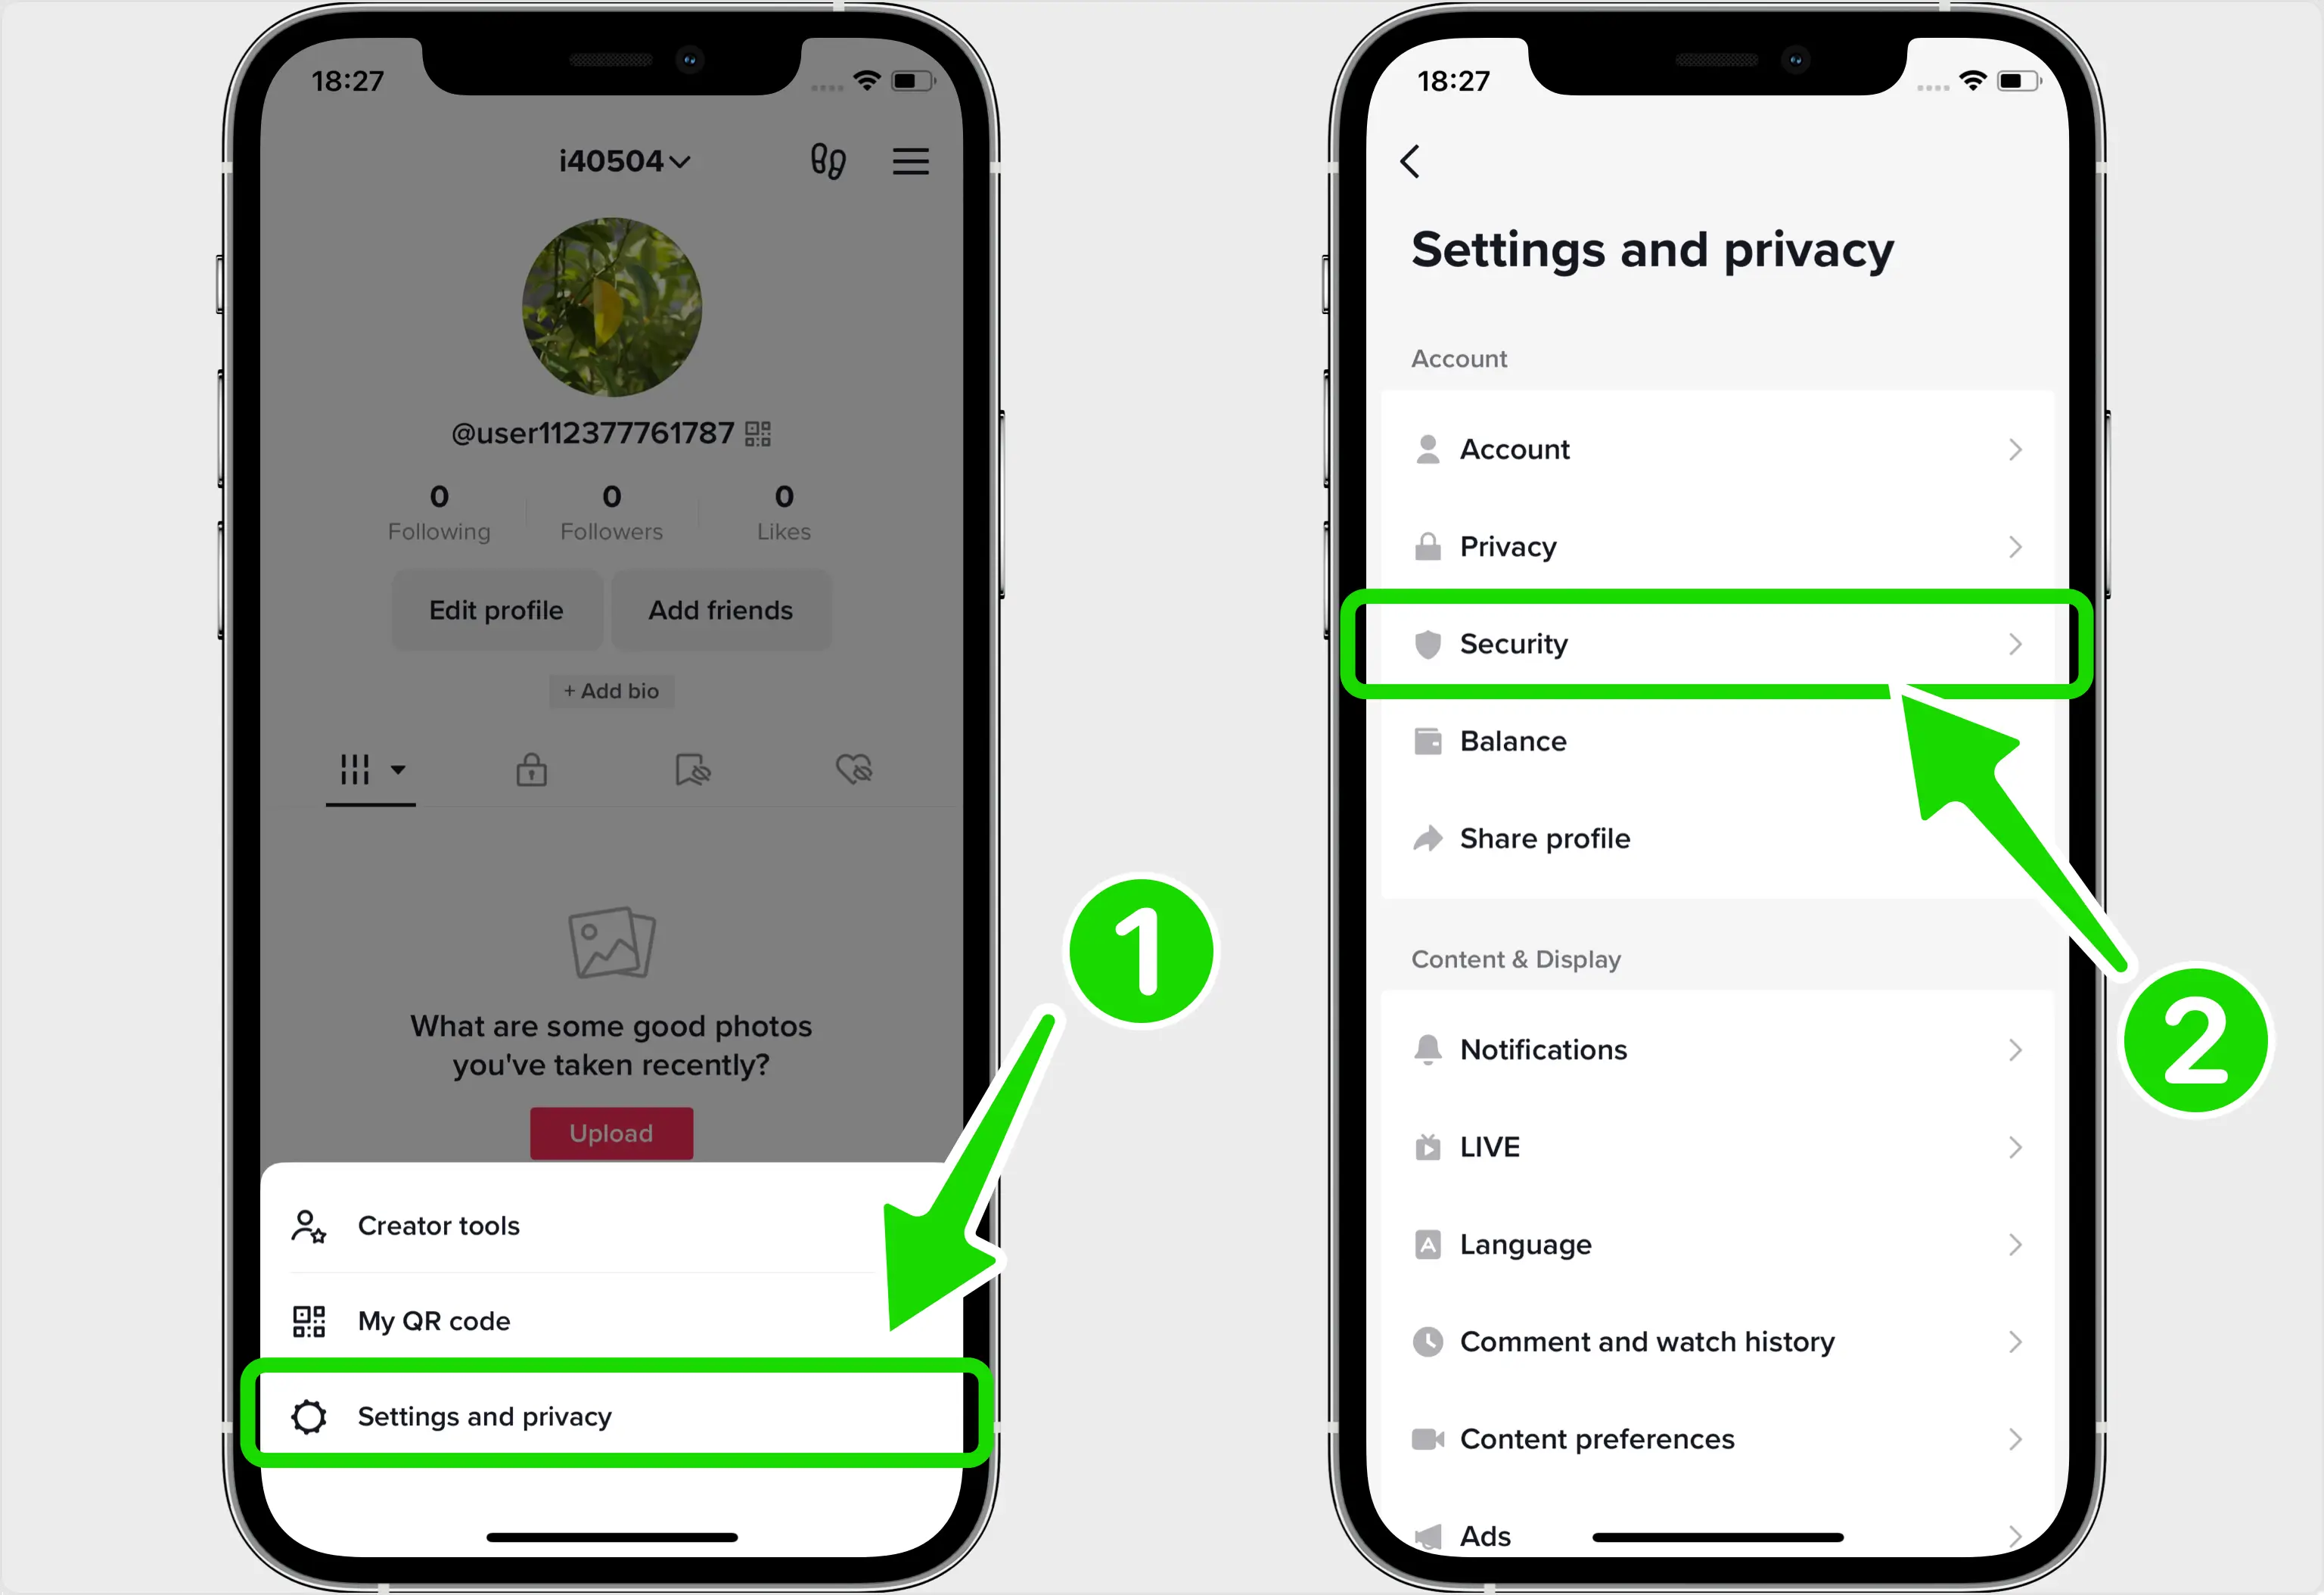 18:27
i40504
@user112377761787
0 0 0
Following Followers Likes
Edit profile Add friends
+ Add bio
What are some good photos
you've taken recently?
Upload
Creator tools
My QR code
Settings and privacy
1
18:27
Settings and privacy
Account
Account
Privacy
Security
Balance
Share profile
Content & Display
Notifications
LIVE
A Language
Comment and watch history
Content preferences
Ads
2